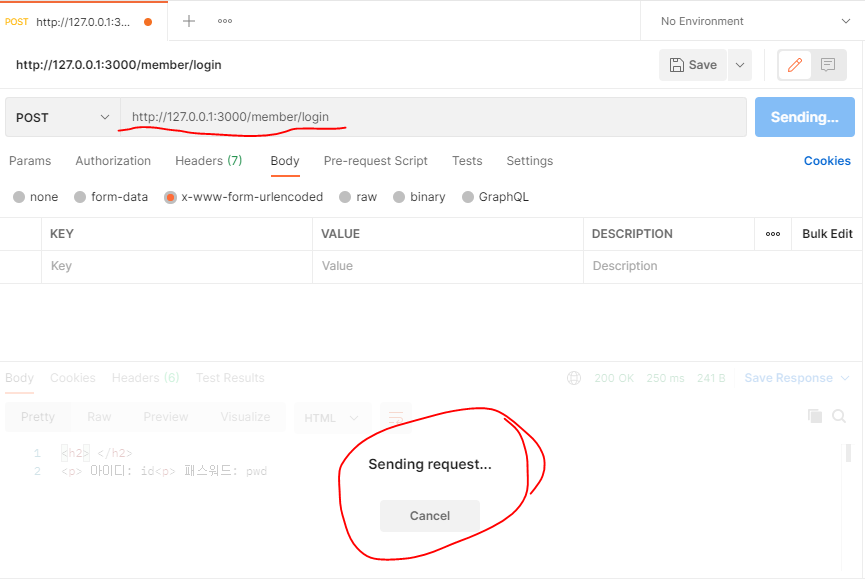 POST http://127.0.0.1:3... No Environment
http://127.0.0.1:3000/member/login Save
POST http://127.0.0.1:3000/member/login Sending...
Params Authorization Headers (7) Body Pre-request Script Tests Settings Cookies
none form-data x-www-form-urlencoded raw binary GraphQL
KEY VALUE DESCRIPTION Bulk Edit
Key Value Description
Body Cookies Headers (6) Test Results 200 OK 250 ms 241 B Save Response
Pretty Raw Preview Visualize HTML
1 <h2> </h2>
2 <p> 아이디: id<p> 패스워드: pwd
Sending request...
Cancel